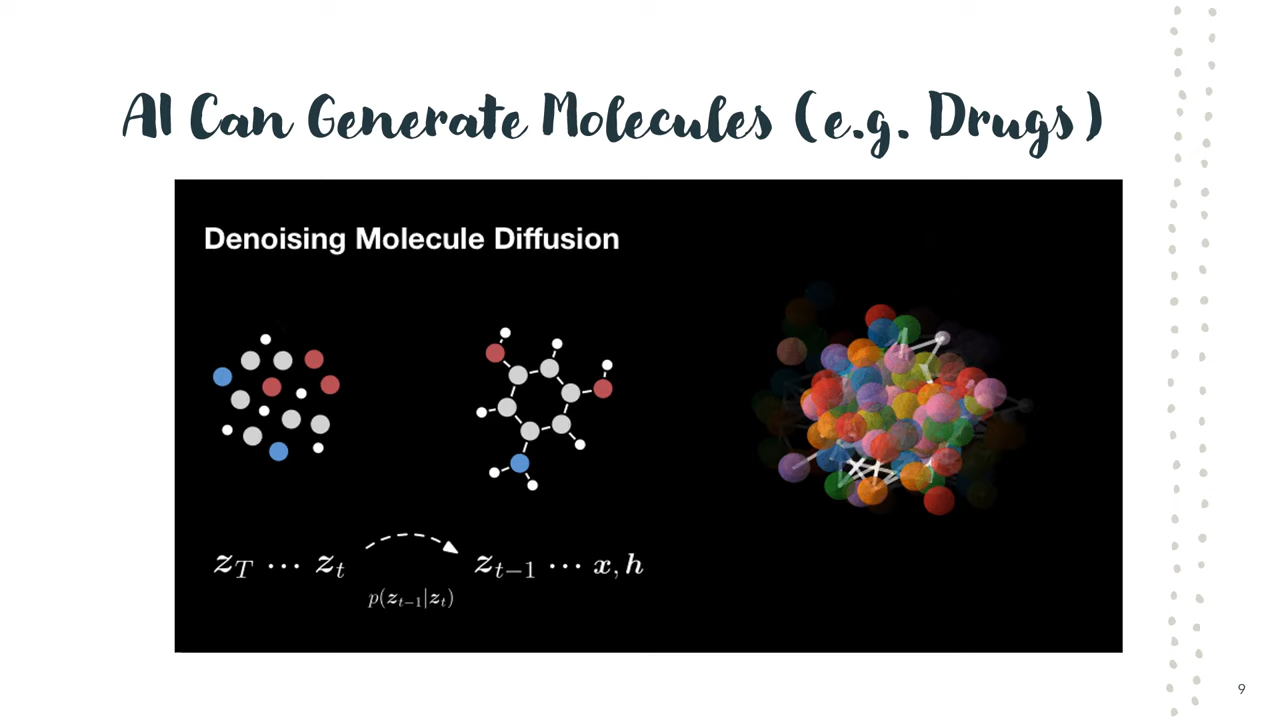 AI Can Generate Molecules (e.g. Drugs)
Denoising Molecule Diffusion
z_T ⋯ z_t
z_{t−1} ⋯ x, h
p(z_{t−1}|z_t)
9